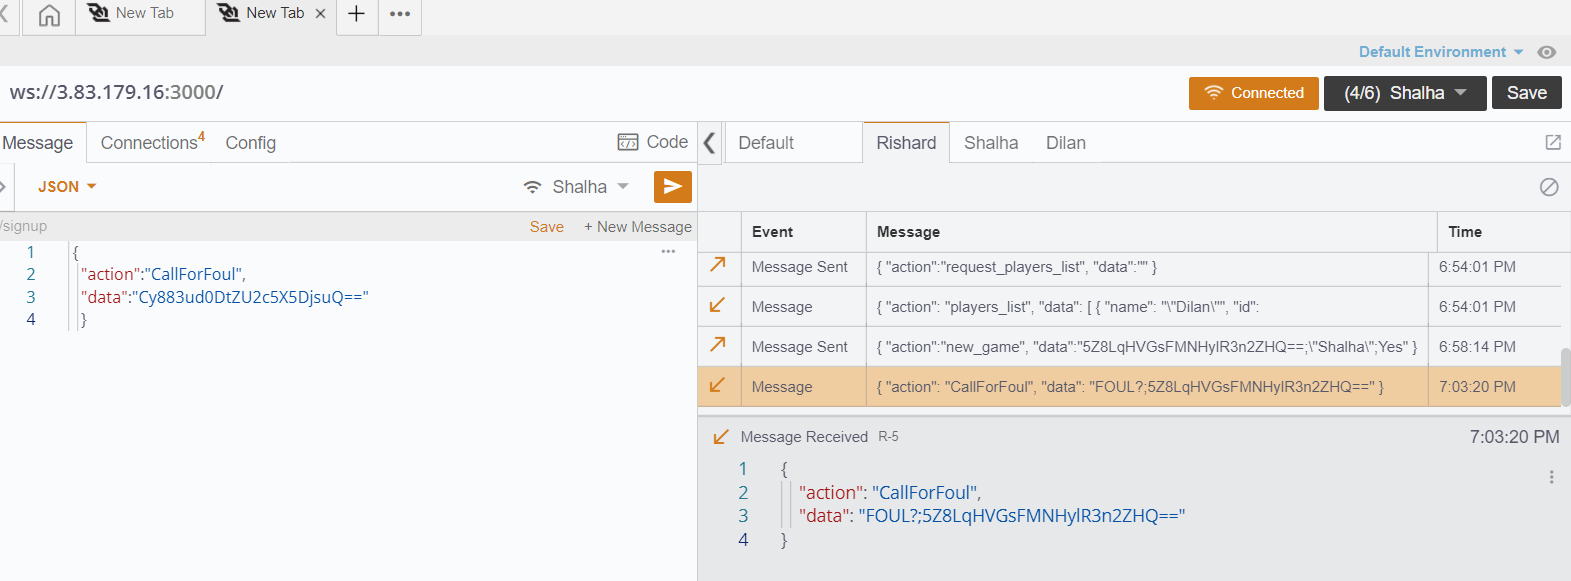 New Tab
New Tab
Default Environment
ws://3.83.179.16:3000/
Connected
(4/6) Shalha
Save
Message
Connections4
Config
Code
Default
Rishard
Shalha
Dilan
JSON
Shalha
/signup
Save
+ New Message
1 {
2 "action":"CallForFoul",
3 "data":"Cy883ud0DtZU2c5X5DjsuQ=="
4 }
Event Message Time
Message Sent { "action":"request_players_list", "data":"" } 6:54:01 PM
Message { "action": "players_list", "data": [ { "name": "\"Dilan\"", "id": 6:54:01 PM
Message Sent { "action":"new_game", "data":"5Z8LqHVGsFMNHylR3n2ZHQ==;\"Shalha\";Yes" } 6:58:14 PM
Message { "action": "CallForFoul", "data": "FOUL?;5Z8LqHVGsFMNHylR3n2ZHQ==" } 7:03:20 PM
Message Received R-5 7:03:20 PM
1 {
2 "action": "CallForFoul",
3 "data": "FOUL?;5Z8LqHVGsFMNHylR3n2ZHQ=="
4 }